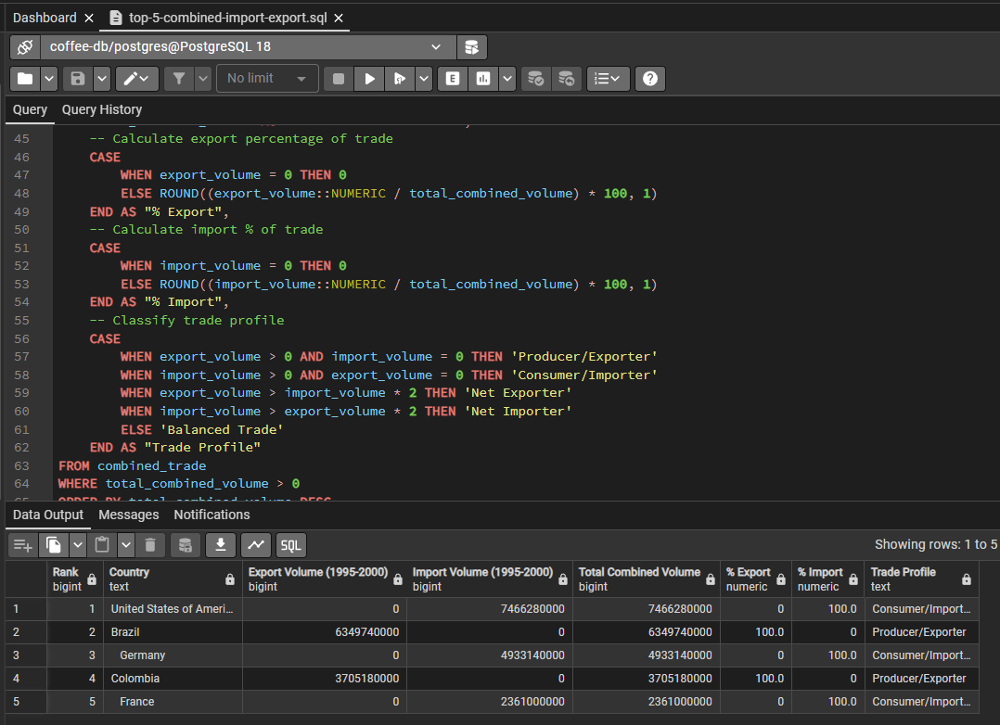 Dashboard top-5-combined-import-export.sql
coffee-db/postgres@PostgreSQL 18
No limit E ?
Query Query History
45 -- Calculate export percentage of trade
46 CASE
47 WHEN export_volume = 0 THEN 0
48 ELSE ROUND((export_volume::NUMERIC / total_combined_volume) * 100, 1)
49 END AS "% Export",
50 -- Calculate import % of trade
51 CASE
52 WHEN import_volume = 0 THEN 0
53 ELSE ROUND((import_volume::NUMERIC / total_combined_volume) * 100, 1)
54 END AS "% Import",
55 -- Classify trade profile
56 CASE
57 WHEN export_volume > 0 AND import_volume = 0 THEN 'Producer/Exporter'
58 WHEN import_volume > 0 AND export_volume = 0 THEN 'Consumer/Importer'
59 WHEN export_volume > import_volume * 2 THEN 'Net Exporter'
60 WHEN import_volume > export_volume * 2 THEN 'Net Importer'
61 ELSE 'Balanced Trade'
62 END AS "Trade Profile"
63 FROM combined_trade
64 WHERE total_combined_volume > 0
65 ORDER BY total_combined_volume DESC
Data Output Messages Notifications
SQL Showing rows: 1 to 5
Rank Country Export Volume (1995-2000) Import Volume (1995-2000) Total Combined Volume % Export % Import Trade Profile
bigint text bigint bigint bigint numeric numeric text
1 1 United States of Ameri... 0 7466280000 7466280000 0 100.0 Consumer/Import...
2 2 Brazil 6349740000 0 6349740000 100.0 0 Producer/Exporter
3 3 Germany 0 4933140000 4933140000 0 100.0 Consumer/Import...
4 4 Colombia 3705180000 0 3705180000 100.0 0 Producer/Exporter
5 5 France 0 2361000000 2361000000 0 100.0 Consumer/Import...